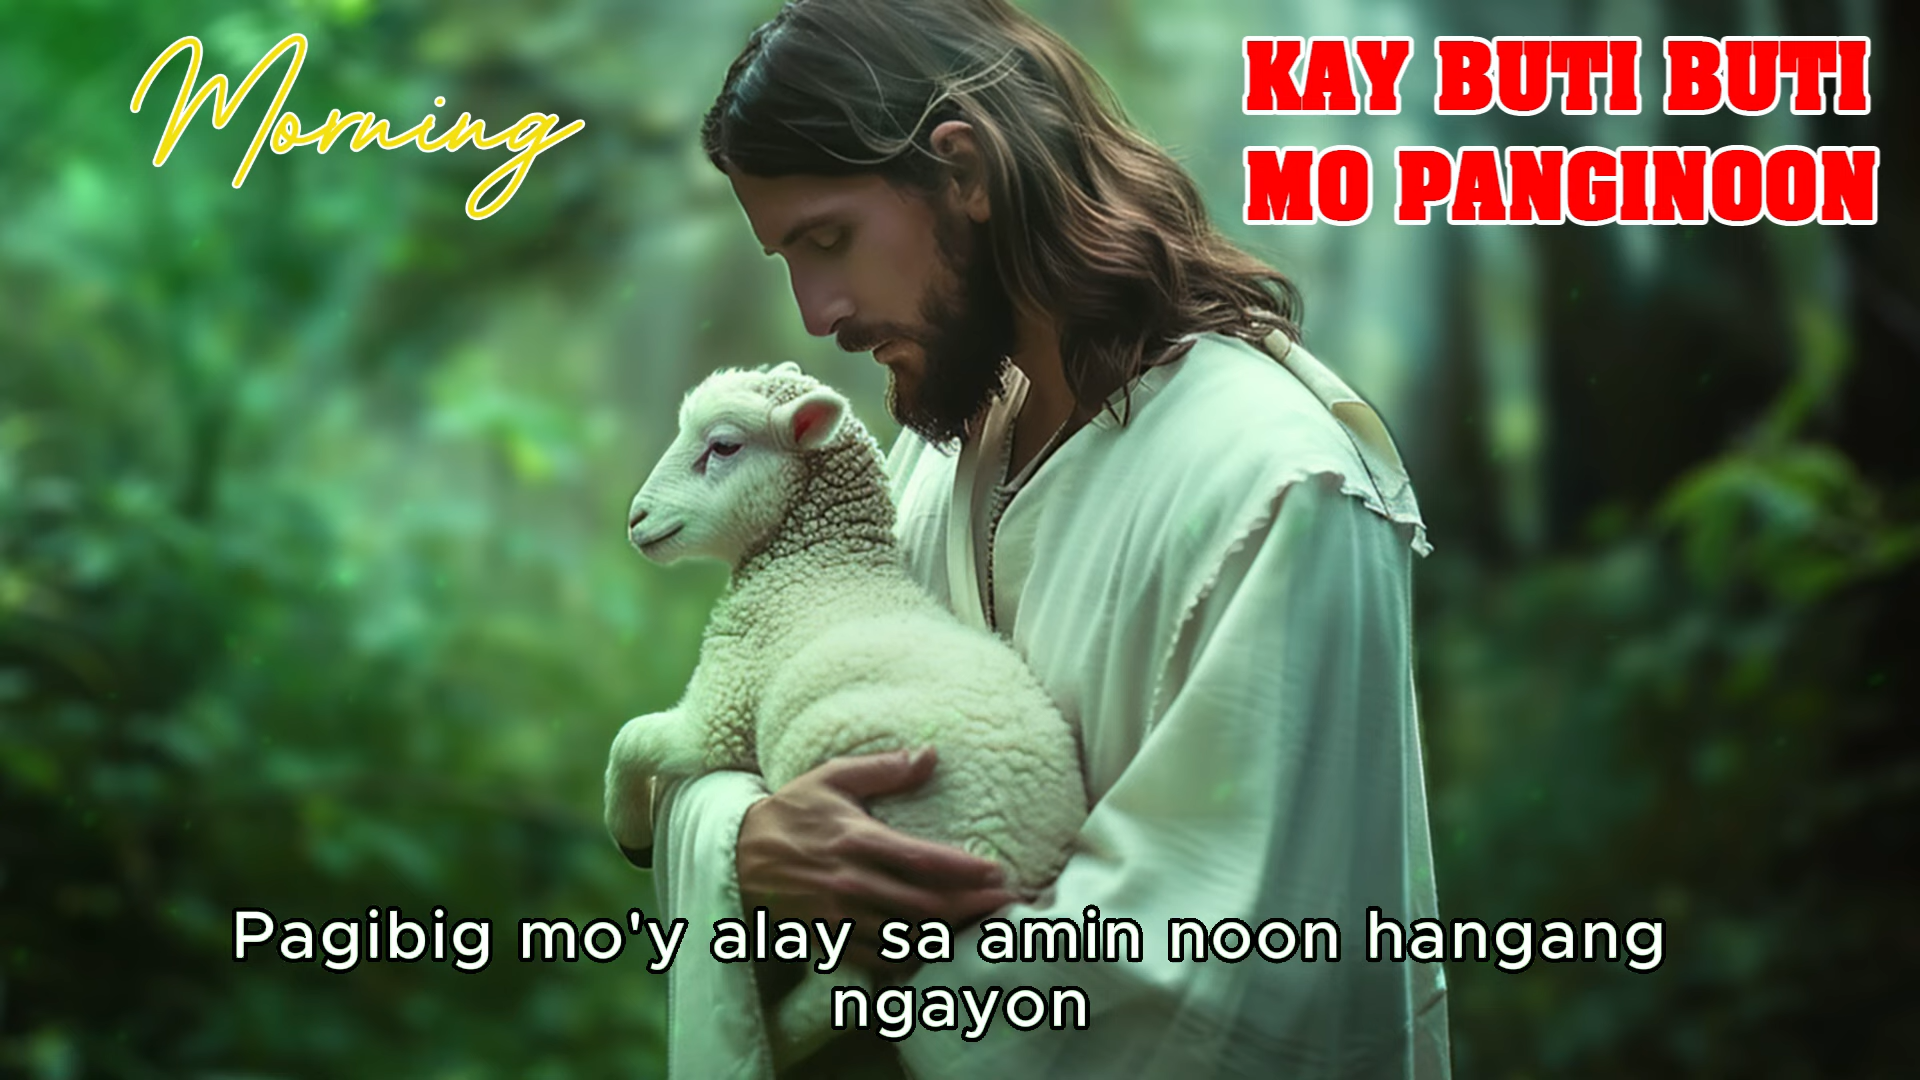 Morning
KAY BUTI BUTI
MO PANGINOON
Pagibig mo'y alay sa amin noon hangang
ngayon